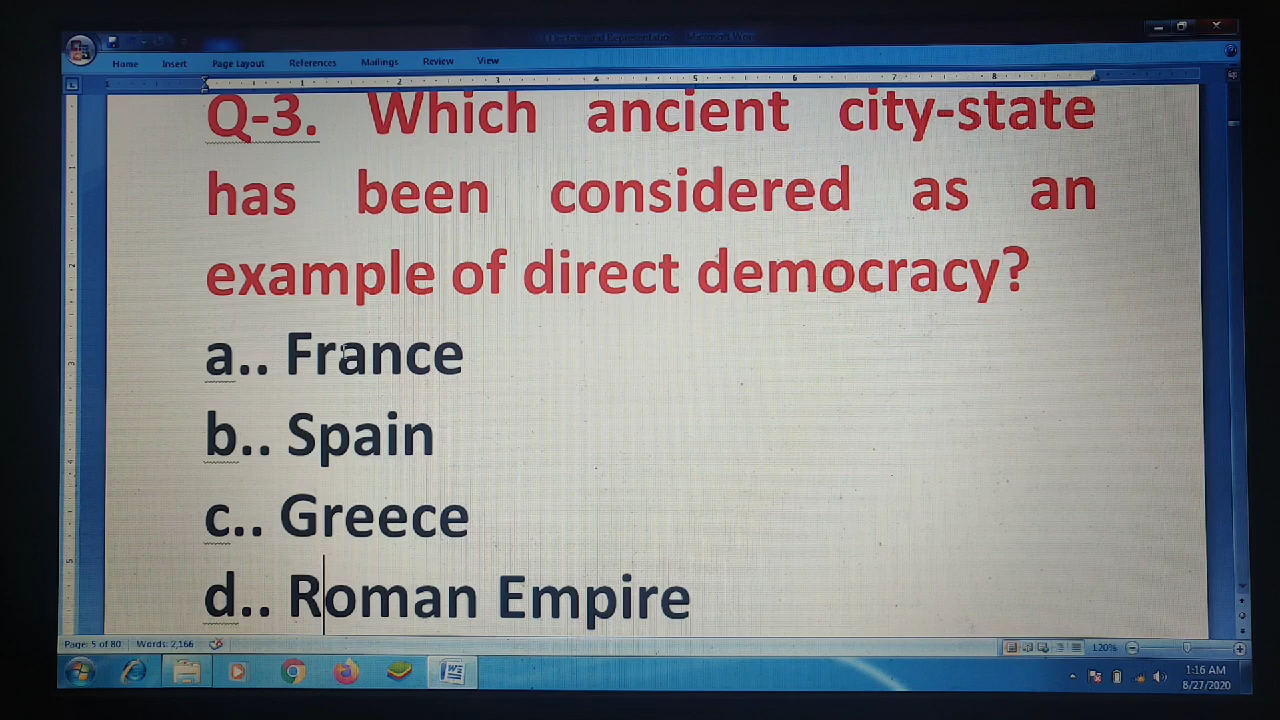 Home Insert Page Layout References Mailings Review View
Q-3. Which ancient city-state
has been considered as an
example of direct democracy?
a.. France
b.. Spain
c.. Greece
d.. Roman Empire
Page: 5 of 80 Words: 2,166 120%
1:16 AM
8/27/2020